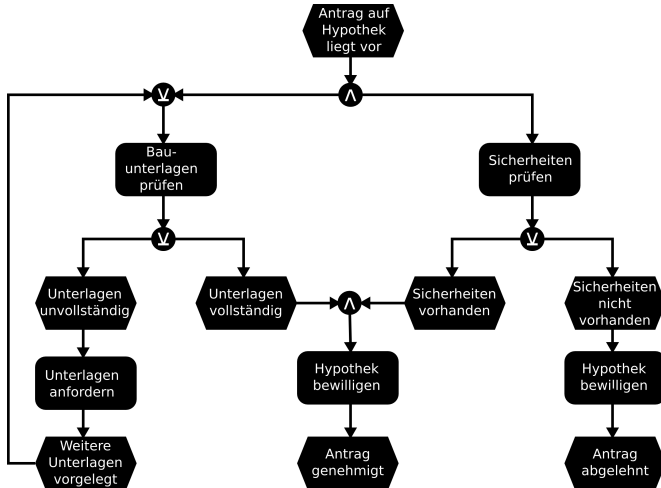 Antrag auf
Hypothek
liegt vor
Bau-
unterlagen
prüfen
Sicherheiten
prüfen
Unterlagen
unvollständig
Unterlagen
vollständig
Sicherheiten
vorhanden
Sicherheiten
nicht
vorhanden
Unterlagen
anfordern
Hypothek
bewilligen
Hypothek
bewilligen
Weitere
Unterlagen
vorgelegt
Antrag
genehmigt
Antrag
abgelehnt